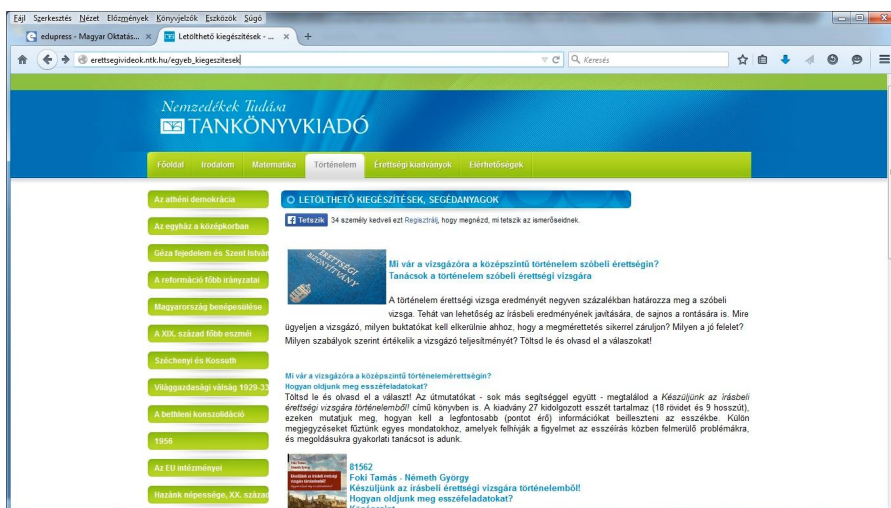 Fájl Szerkesztés Nézet Előzmények Könyvjelzők Eszközök Súgó
edupress - Magyar Oktatás... × Letölthető kiegészítések - ... × +
erettsegivideok.ntk.hu/egyeb_kiegeszitesek
Keresés
Nemzedékek Tudása
TANKÖNYVKIADÓ
Főoldal Irodalom Matematika Történelem Érettségi kiadványok Elérhetőségek
Az athéni demokrácia
Az egyház a középkorban
Géza fejedelem és Szent István
A reformáció főbb irányzatai
Magyarország benépesülése
A XIX. század főbb eszméi
Széchenyi és Kossuth
Világgazdasági válság 1929-33
A bethleni konszolidáció
1956
Az EU intézményei
Hazánk népessége, XX. század
LETÖLTHETŐ KIEGÉSZÍTÉSEK, SEGÉDANYAGOK
Tetszik 34 személy kedveli ezt Regisztrálj, hogy megnézd, mi tetszik az ismerőseidnek.
ÉRETTSÉGI
BIZONYÍTVÁNY
Mi vár a vizsgázóra a középszintű történelem szóbeli érettségin?
Tanácsok a történelem szóbeli érettségi vizsgára
A történelem érettségi vizsga eredményét negyven százalékban határozza meg a szóbeli
vizsga. Tehát van lehetőség az írásbeli eredményének javítására, de sajnos a rontására is. Mire
ügyeljen a vizsgázó, milyen buktatókat kell elkerülnie ahhoz, hogy a megmérettetés sikerrel záruljon? Milyen a jó felelet?
Milyen szabályok szerint értékelik a vizsgázó teljesítményét? Töltsd le és olvasd el a válaszokat!
Mi vár a vizsgázóra a középszintű történelemérettségin?
Hogyan oldjunk meg esszéfeladatokat?
Töltsd le és olvasd el a választ! Az útmutatókat - sok más segítséggel együtt - megtalálod a Készüljünk az írásbeli
érettségi vizsgára történelemből! című könyvben is. A kiadvány 27 kidolgozott esszét tartalmaz (18 rövidet és 9 hosszút),
ezeken mutatjuk meg, hogyan kell a legfontosabb (pontot érő) információkat beilleszteni az esszékbe. Külön
megjegyzéseket fűztünk egyes mondatokhoz, amelyek felhívják a figyelmet az esszéírás közben felmerülő problémákra,
és megoldásukra gyakorlati tanácsot is adunk.
81562
Foki Tamás - Németh György
Készüljünk az írásbeli érettségi vizsgára történelemből!
Hogyan oldjunk meg esszéfeladatokat?